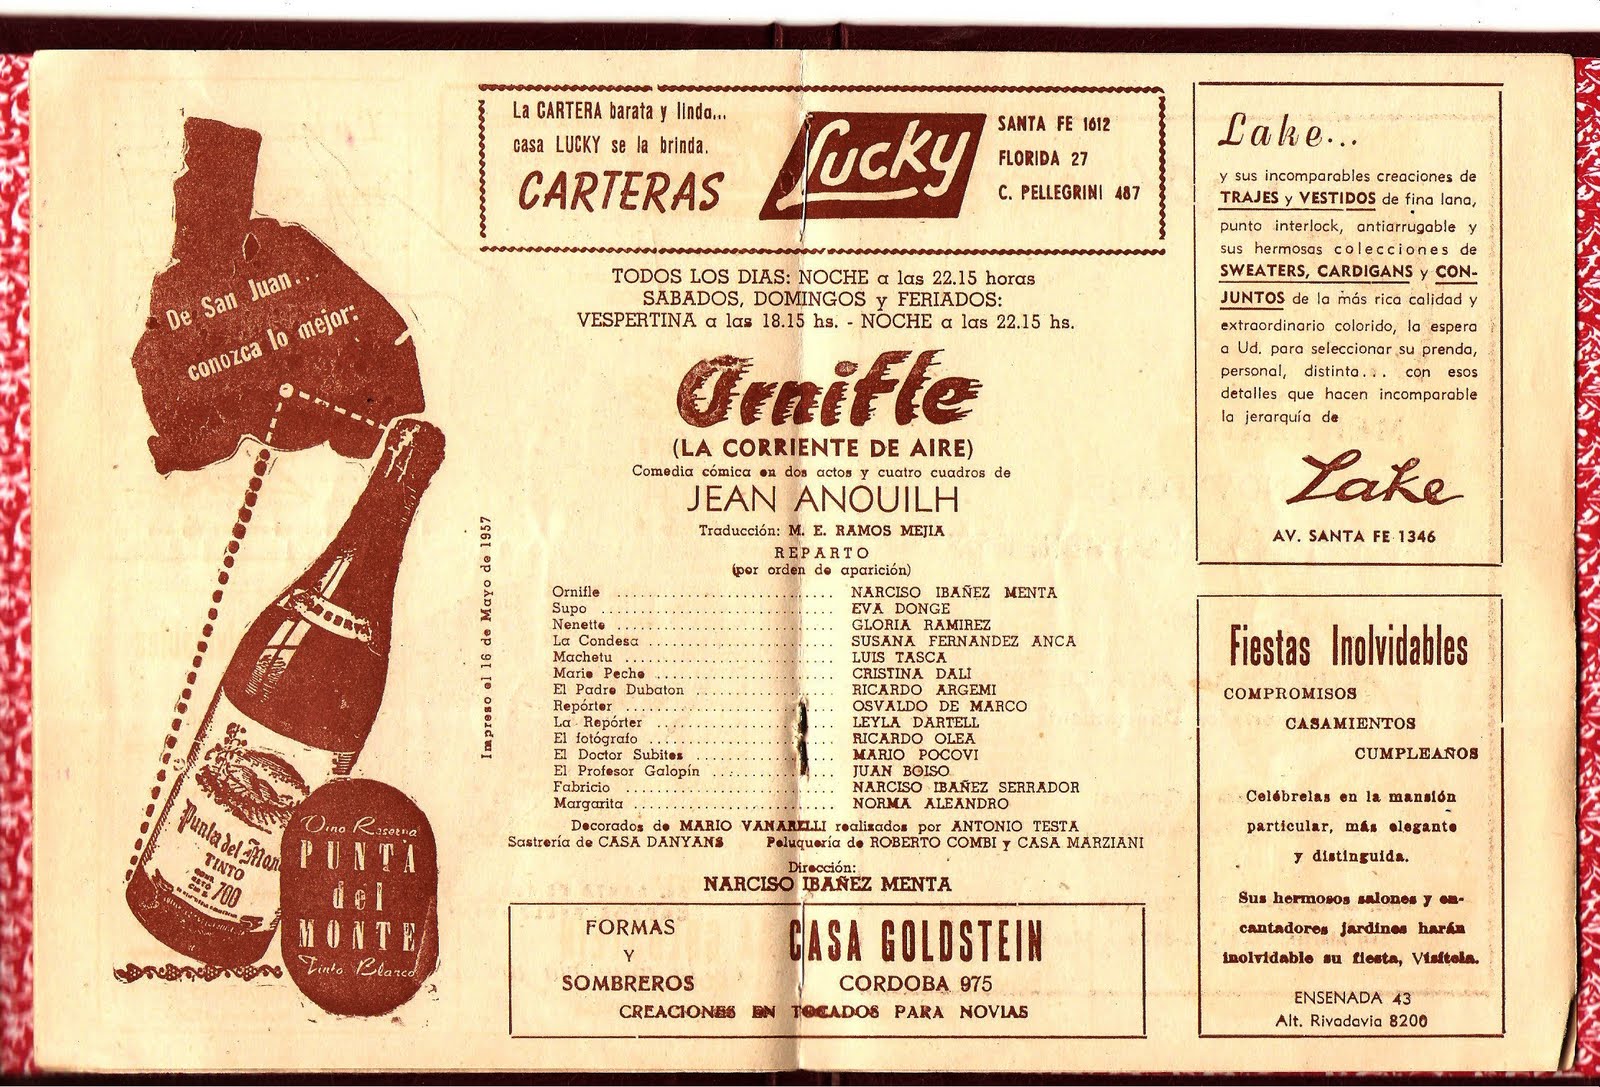 De San Juan...
conozca lo mejor:
RESERVA
Punta del Mon
TINTO
700
Vino Reserva
PUNTA
del
MONTE
Tinto Blanco
La CARTERA barata y linda...
casa LUCKY se la brinda.
CARTERAS
Lucky
SANTA FE 1612
FLORIDA 27
C. PELLEGRINI 487
TODOS LOS DIAS: NOCHE a las 22.15 horas
SABADOS, DOMINGOS y FERIADOS:
VESPERTINA a las 18.15 hs. - NOCHE a las 22.15 hs.
Ornifle
(LA CORRIENTE DE AIRE)
Comedia cómica en dos actos y cuatro cuadros de
JEAN ANOUILH
Traducción: M. E. RAMOS MEJIA
REPARTO
(por orden de aparición)
Ornifle ........................ NARCISO IBAÑEZ MENTA
Supo ........................ EVA DONGE
Nenette ........................ GLORIA RAMIREZ
La Condesa ........................ SUSANA FERNANDEZ ANCA
Machetu ........................ LUIS TASCA
Marie Peche ........................ CRISTINA DALI
El Padre Dubaton ........................ RICARDO ARGEMI
Repórter ........................ OSVALDO DE MARCO
La Repórter ........................ LEYLA DARTELL
El fotógrafo ........................ RICARDO OLEA
El Doctor Subites ........................ MARIO POCOVI
El Profesor Galopín ........................ JUAN BOISO
Fabricio ........................ NARCISO IBAÑEZ SERRADOR
Margarita ........................ NORMA ALEANDRO
Decorados de MARIO VANARELLI realizados por ANTONIO TESTA
Sastrería de CASA DANYANS Peluquería de ROBERTO COMBI y CASA MARZIANI
Dirección:
NARCISO IBAÑEZ MENTA
Impreso el 16 de Mayo de 1957
FORMAS
Y
SOMBREROS
CASA GOLDSTEIN
CORDOBA 975
CREACIONES EN TOCADOS PARA NOVIAS
Lake...
y sus incomparables creaciones de
TRAJES y VESTIDOS de fina lana,
punto interlock, antiarrugable y
sus hermosas colecciones de
SWEATERS, CARDIGANS y CON-
JUNTOS de la más rica calidad y
extraordinario colorido, la espera
a Ud. para seleccionar su prenda,
personal, distinta... con esos
detalles que hacen incomparable
la jerarquía de
Lake
AV. SANTA FE 1346
Fiestas Inolvidables
COMPROMISOS
CASAMIENTOS
CUMPLEAÑOS
Celébrelas en la mansión
particular, más elegante
y distinguida.
Sus hermosos salones y en-
cantadores jardines harán
inolvidable su fiesta, Visítela.
ENSENADA 43
Alt. Rivadavia 8200